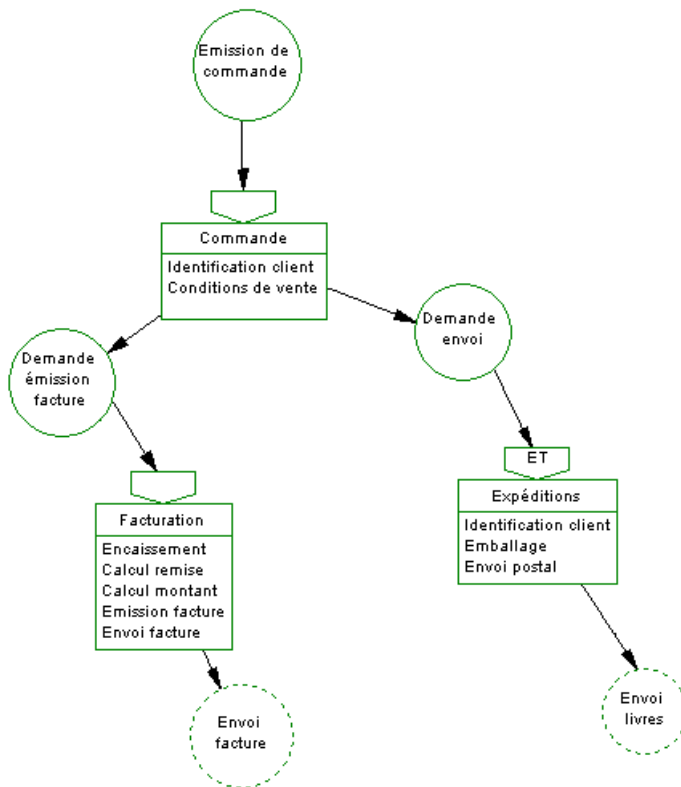 Emission de
commande
Commande
Identification client
Conditions de vente
Demande
envoi
Demande
émission
facture
ET
Expéditions
Identification client
Emballage
Envoi postal
Facturation
Encaissement
Calcul remise
Calcul montant
Emission facture
Envoi facture
Envoi
livres
Envoi
facture